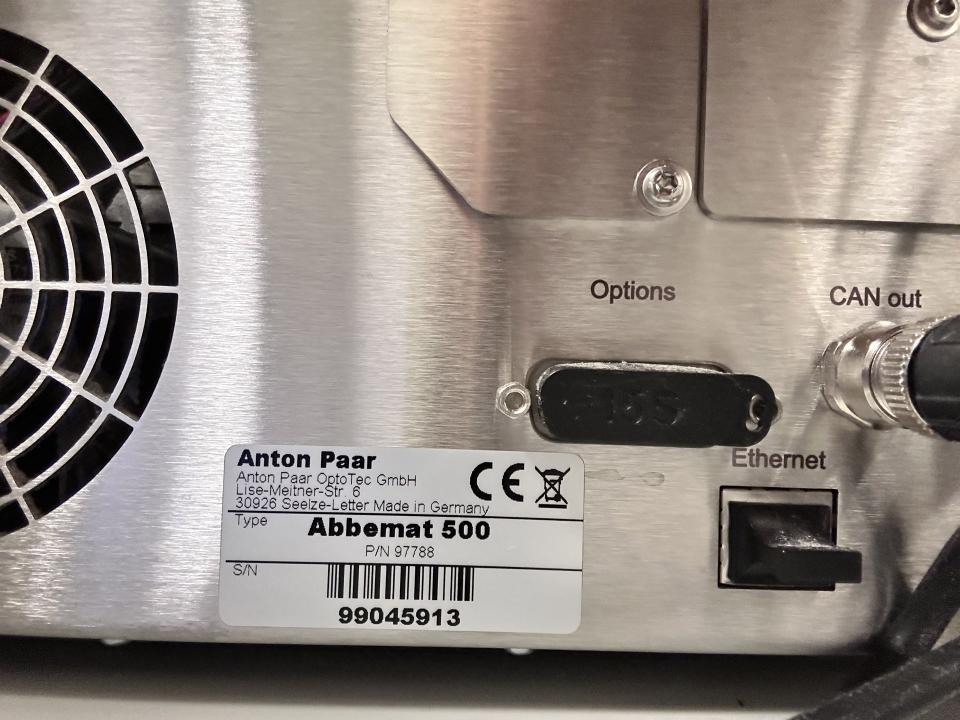 Options
CAN out
Ethernet
Anton Paar
Anton Paar OptoTec GmbH
Lise-Meitner-Str. 6
30926 Seelze-Letter Made in Germany
CE
Type
Abbemat 500
P/N 97788
S/N
99045913